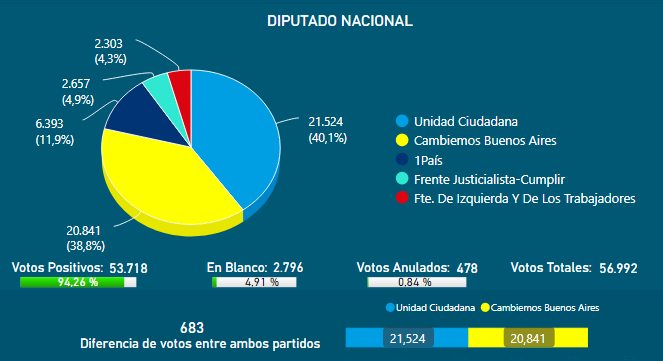 DIPUTADO NACIONAL
2.303
(4,3%)
2.657
(4,9%)
6.393
(11,9%)
21.524
(40,1%)
20.841
(38,8%)
Unidad Ciudadana
Cambiemos Buenos Aires
1País
Frente Justicialista-Cumplir
Fte. De Izquierda Y De Los Trabajadores
Votos Positivos: 53.718
94,26 %
En Blanco: 2.796
4,91 %
Votos Anulados: 478
0,84 %
Votos Totales: 56.992
683
Diferencia de votos entre ambos partidos
Unidad Ciudadana Cambiemos Buenos Aires
21,524 20,841